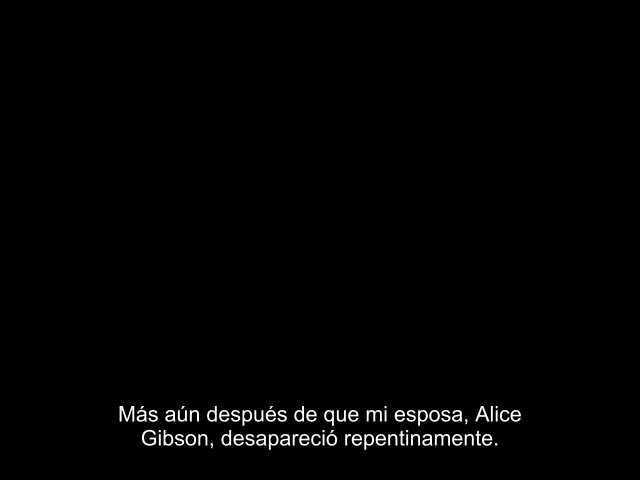 Más aún después de que mi esposa, Alice
Gibson, desapareció repentinamente.